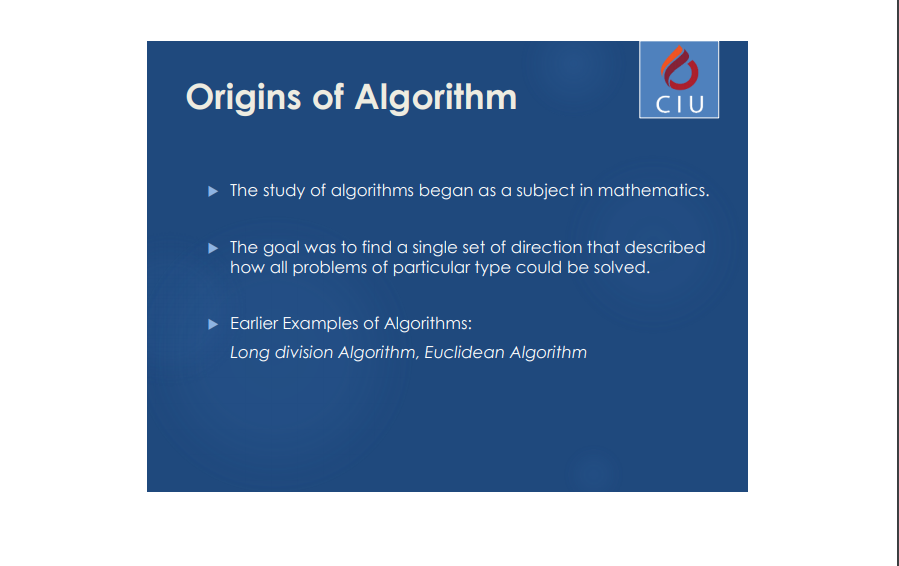 Origins of Algorithm
CIU
The study of algorithms began as a subject in mathematics.
The goal was to find a single set of direction that described
how all problems of particular type could be solved.
Earlier Examples of Algorithms:
Long division Algorithm, Euclidean Algorithm